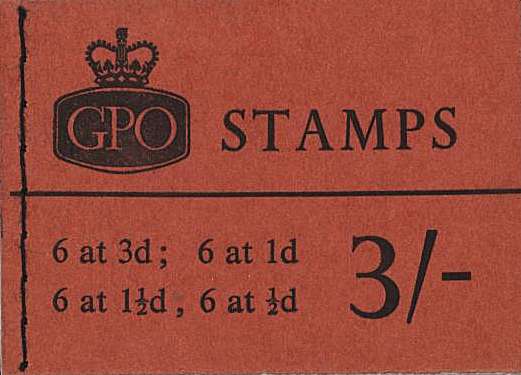 GPO STAMPS
6 at 3d; 6 at 1d
6 at 1½d, 6 at ½d
3/-